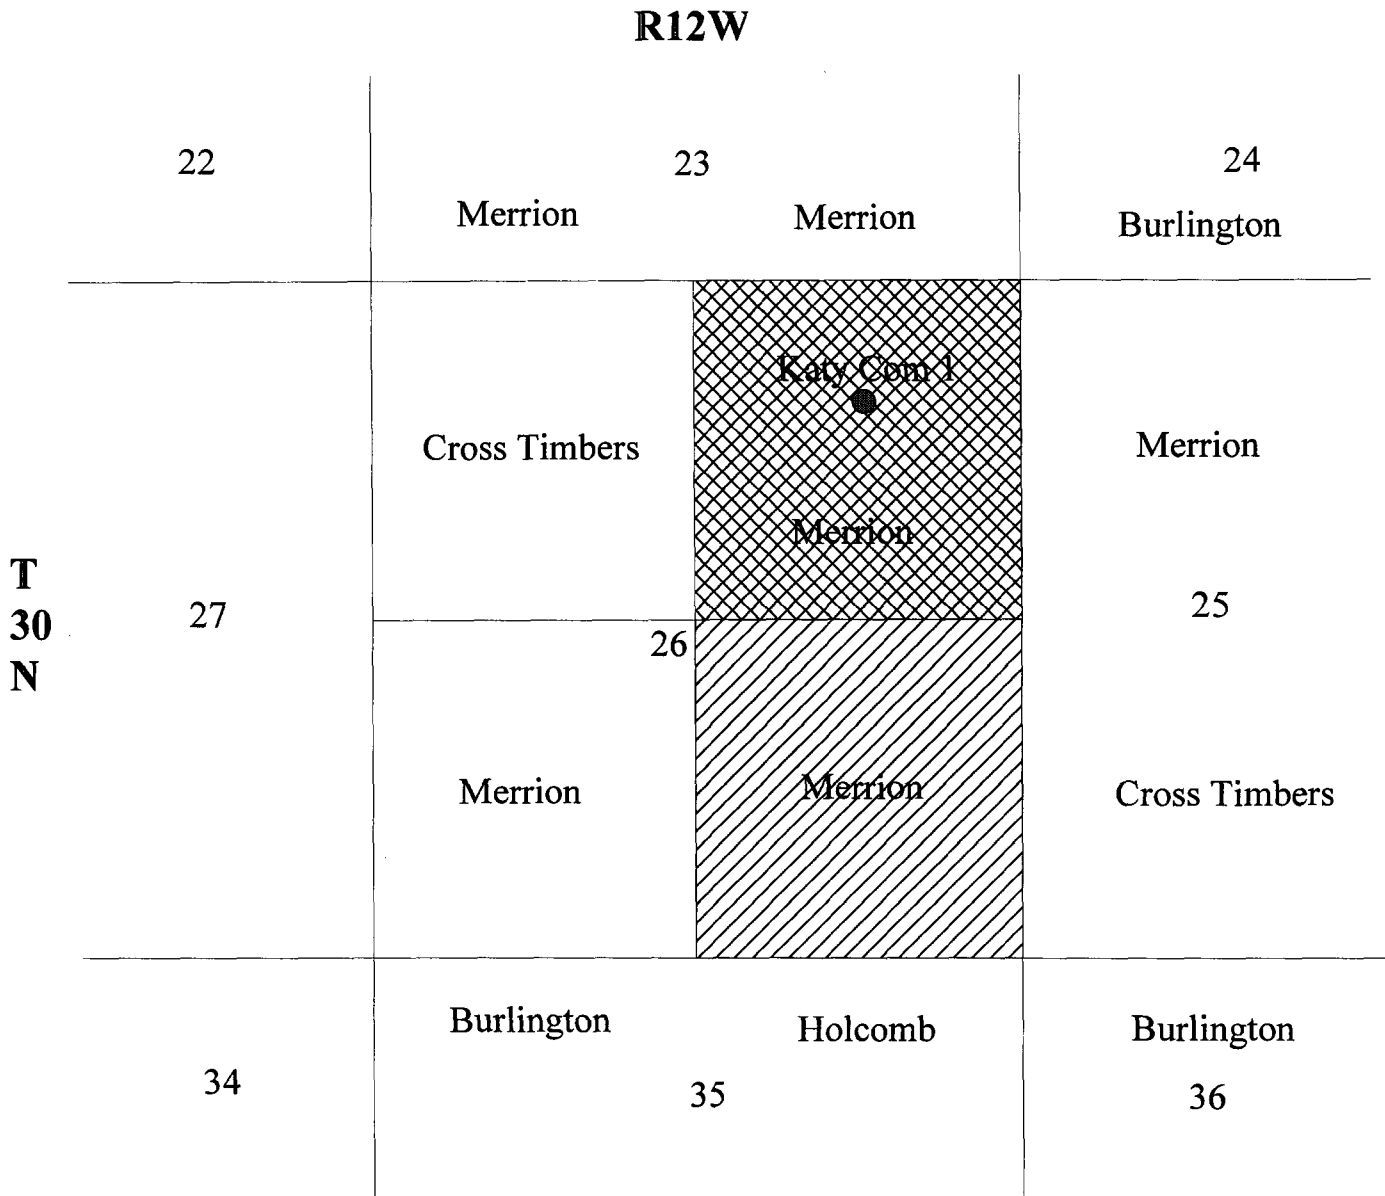 R12W
22
23
24
Merrion
Merrion
Burlington
Katy Com 1
Cross Timbers
Merrion
Merrion
T
30
N
27
25
26
Merrion
Merrion
Cross Timbers
Burlington
Holcomb
Burlington
34
35
36